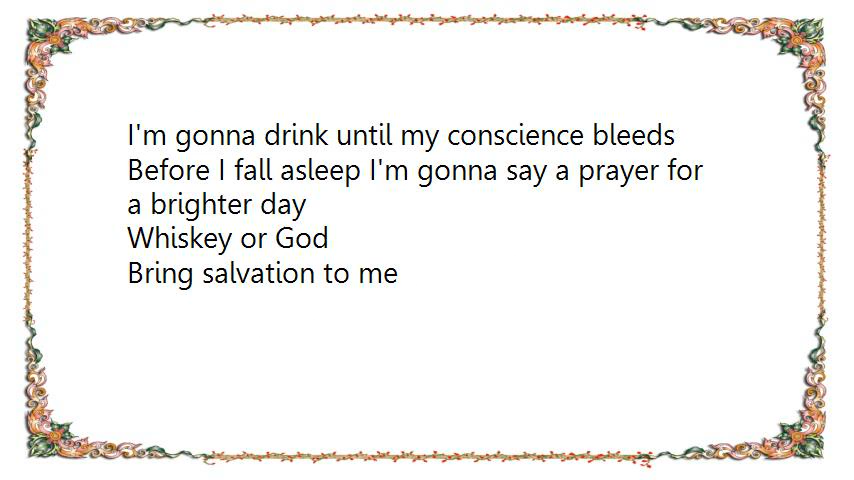 I'm gonna drink until my conscience bleeds
Before I fall asleep I'm gonna say a prayer for
a brighter day
Whiskey or God
Bring salvation to me